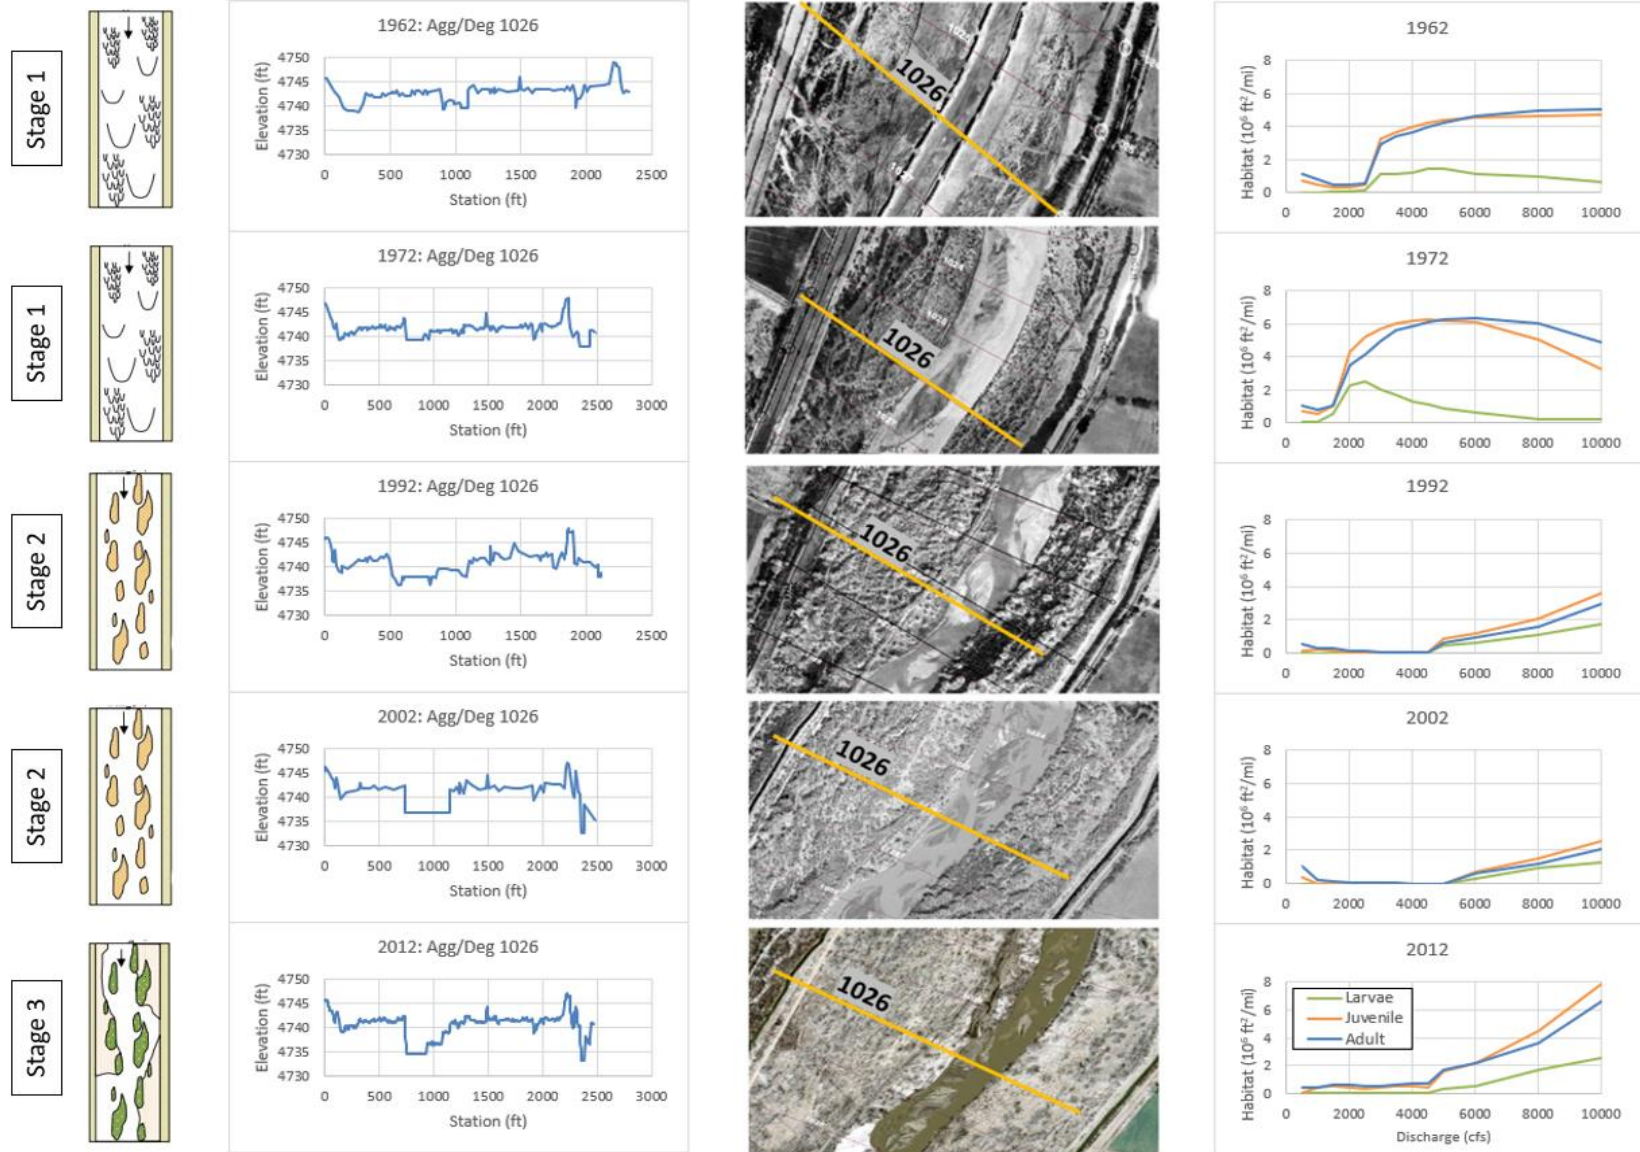 Stage 1
1962: Agg/Deg 1026
Elevation (ft)
4750
4745
4740
4735
4730
0 500 1000 1500 2000 2500
Station (ft)
1026
1962
Habitat (10⁶ ft²/mi)
8
6
4
2
0
0 2000 4000 6000 8000 10000
Stage 1
1972: Agg/Deg 1026
Elevation (ft)
4750
4745
4740
4735
4730
0 500 1000 1500 2000 2500 3000
Station (ft)
1026
1972
Habitat (10⁶ ft²/mi)
8
6
4
2
0
0 2000 4000 6000 8000 10000
Stage 2
1992: Agg/Deg 1026
Elevation (ft)
4750
4745
4740
4735
4730
0 500 1000 1500 2000 2500
Station (ft)
1026
1992
Habitat (10⁶ ft²/mi)
8
6
4
2
0
0 2000 4000 6000 8000 10000
Stage 2
2002: Agg/Deg 1026
Elevation (ft)
4750
4745
4740
4735
4730
0 500 1000 1500 2000 2500 3000
Station (ft)
1026
2002
Habitat (10⁶ ft²/mi)
8
6
4
2
0
0 2000 4000 6000 8000 10000
Stage 3
2012: Agg/Deg 1026
Elevation (ft)
4750
4745
4740
4735
4730
0 500 1000 1500 2000 2500 3000
Station (ft)
1026
2012
Habitat (10⁶ ft²/mi)
8
6
4
2
0
Larvae
Juvenile
Adult
0 2000 4000 6000 8000 10000
Discharge (cfs)